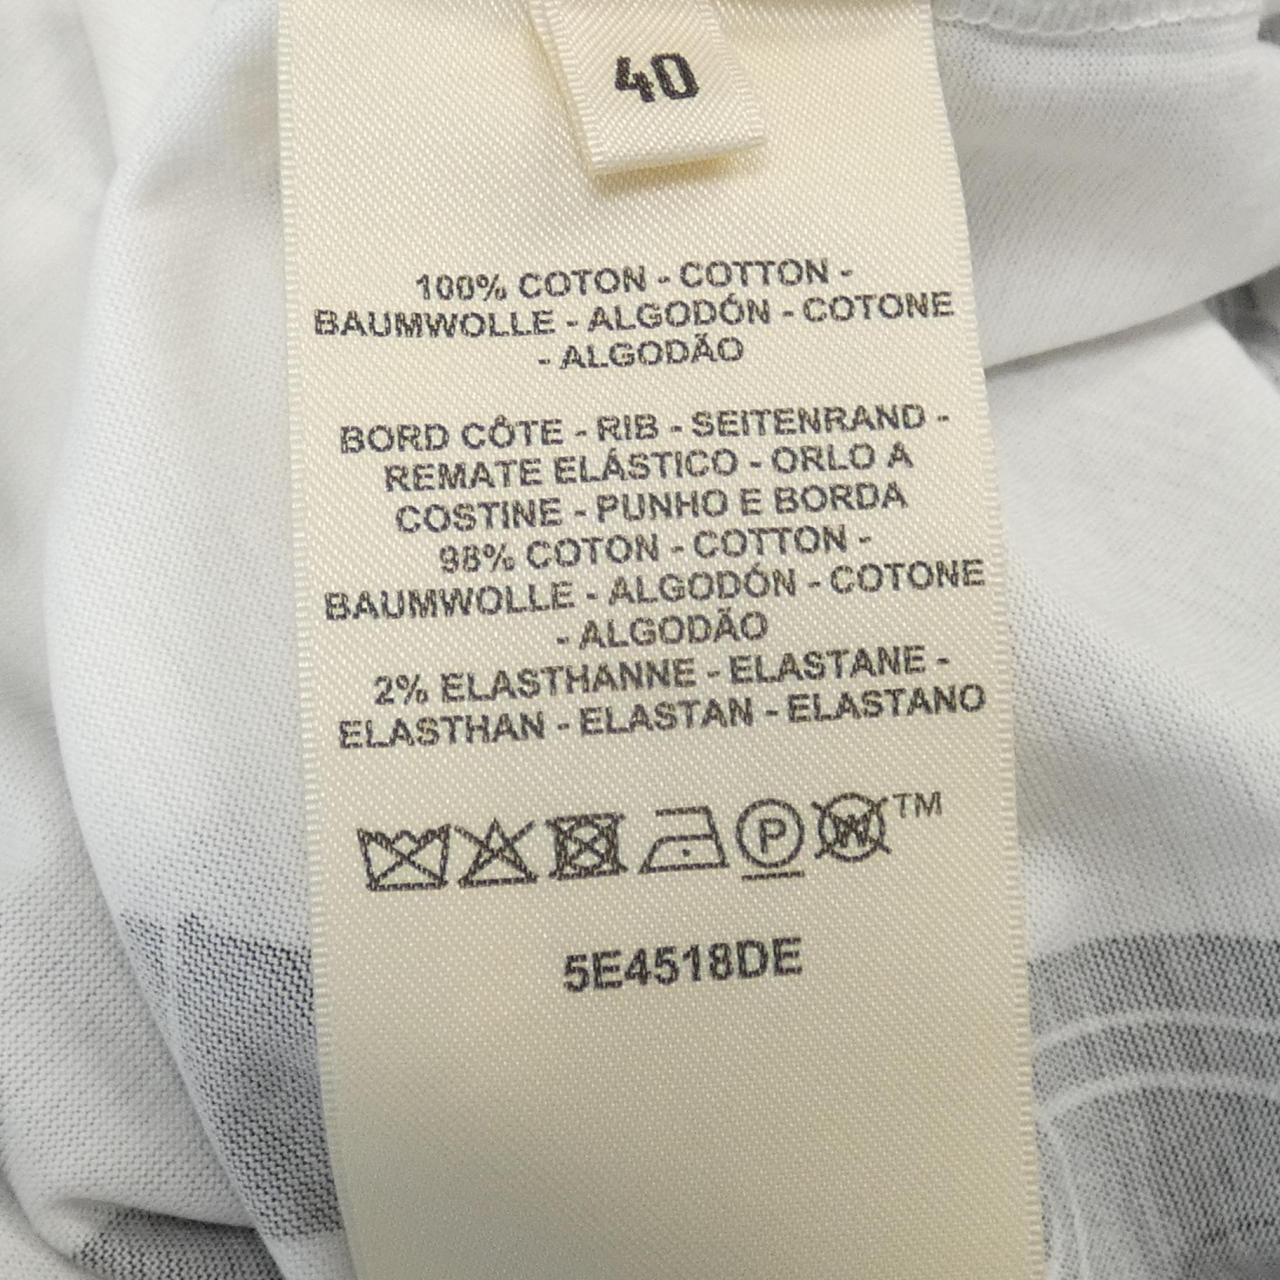 40
100% COTON - COTTON -
BAUMWOLLE - ALGODÓN - COTONE
- ALGODÃO
BORD CÔTE - RIB - SEITENRAND -
REMATE ELÁSTICO - ORLO A
COSTINE - PUNHO E BORDA
98% COTON - COTTON -
BAUMWOLLE - ALGODÓN - COTONE
- ALGODÃO
2% ELASTHANNE - ELASTANE -
ELASTHAN - ELASTAN - ELASTANO
P W TM
5E4518DE